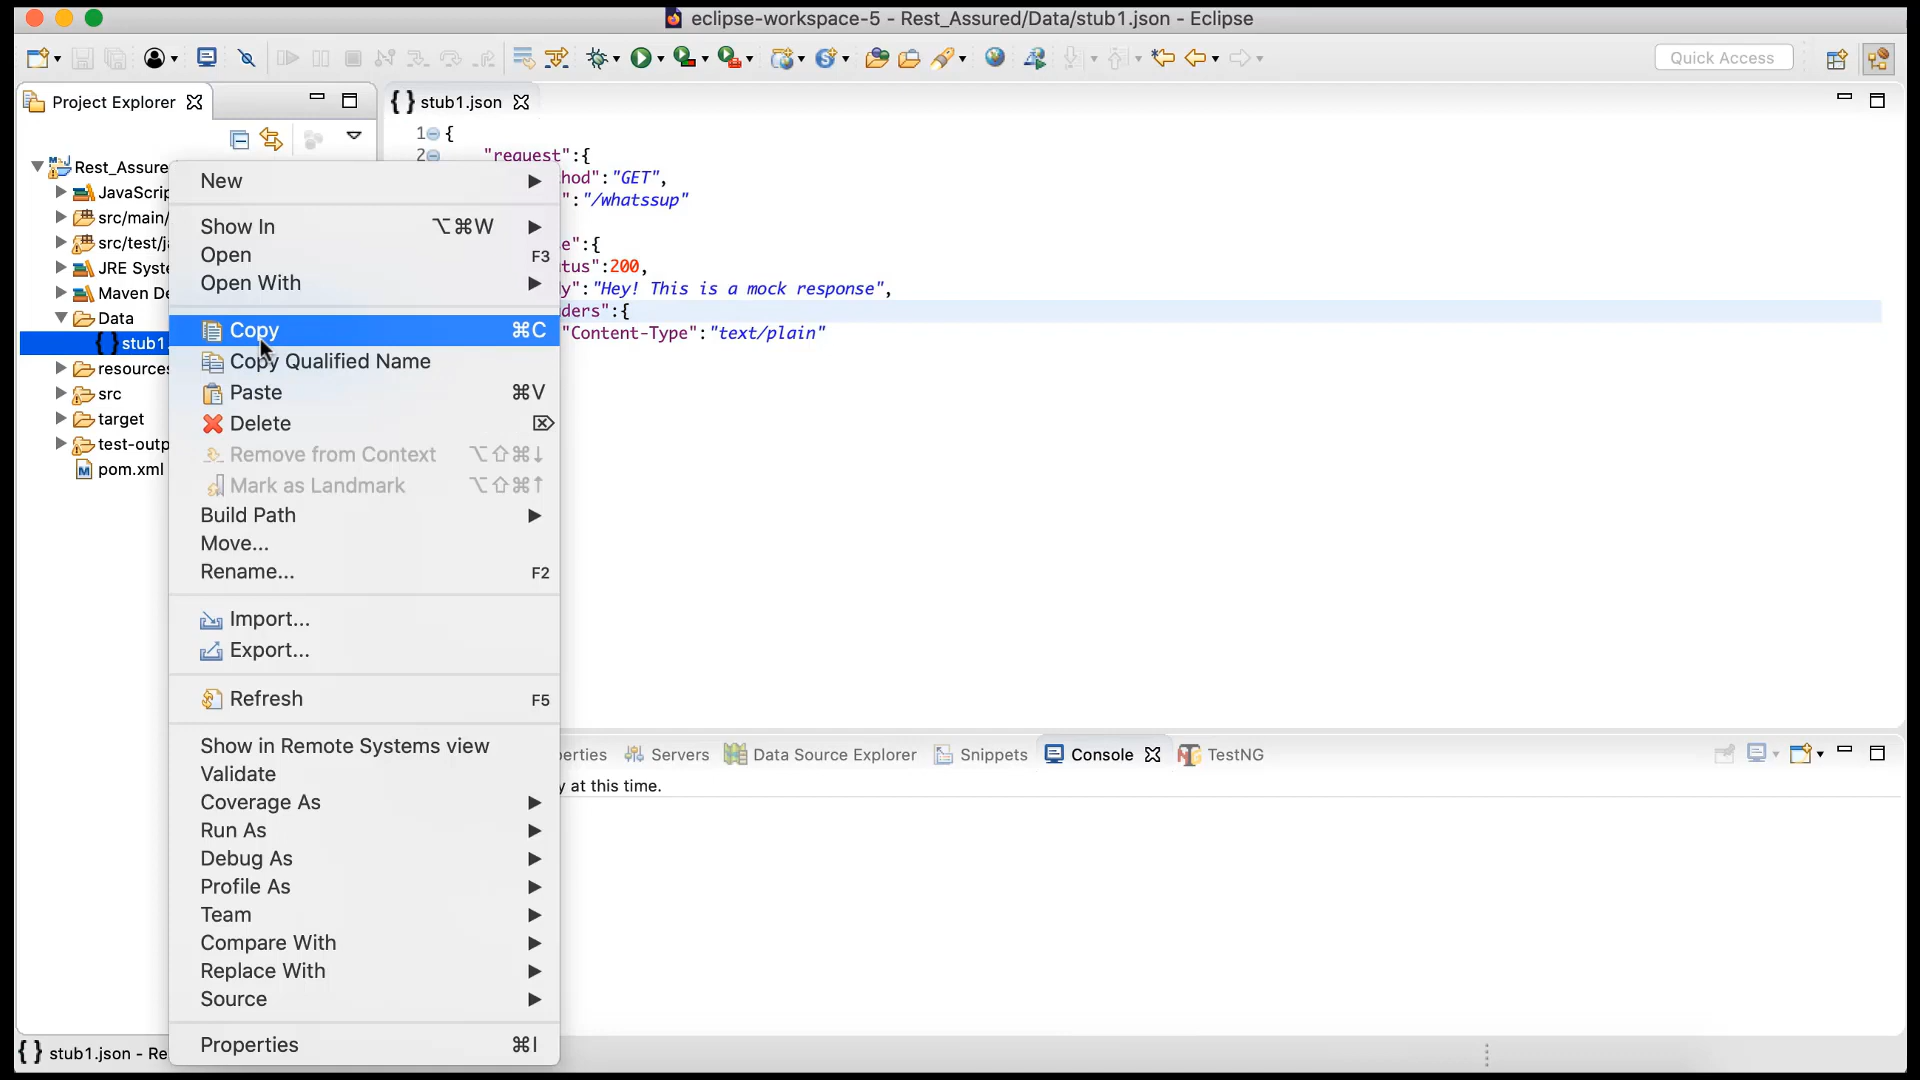 eclipse-workspace-5 - Rest_Assured/Data/stub1.json - Eclipse
Quick Access
Project Explorer
{ } stub1.json
Rest_Assure
JavaScrip
src/main/
src/test/j
JRE Syste
Maven De
Data
{ } stub1.
resources
src
target
test-outp
pom.xml
New
Show In ⌥⌘W
Open F3
Open With
Copy ⌘C
Copy Qualified Name
Paste ⌘V
Delete ⌦
Remove from Context ⌥⇧⌘↓
Mark as Landmark ⌥⇧⌘↑
Build Path
Move...
Rename... F2
Import...
Export...
Refresh F5
Show in Remote Systems view
Validate
Coverage As
Run As
Debug As
Profile As
Team
Compare With
Replace With
Source
Properties ⌘I
1 {
2 "request":{
hod":"GET",
":"/whatssup"
e":{
tus":200,
y":"Hey! This is a mock response",
ders":{
"Content-Type":"text/plain"
perties
Servers
Data Source Explorer
Snippets
Console
TestNG
y at this time.
{ } stub1.json - Re